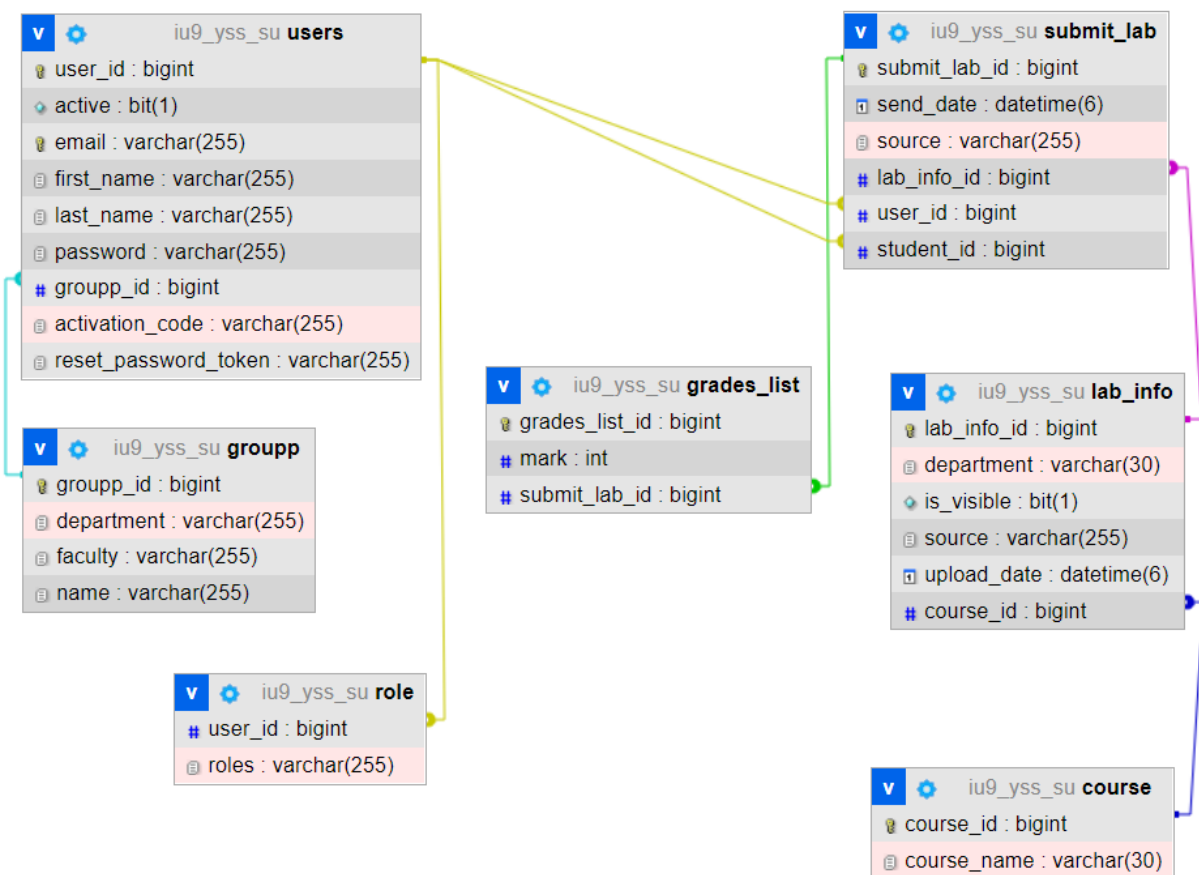 v iu9_yss_su users
user_id : bigint
active : bit(1)
email : varchar(255)
first_name : varchar(255)
last_name : varchar(255)
password : varchar(255)
# groupp_id : bigint
activation_code : varchar(255)
reset_password_token : varchar(255)
v iu9_yss_su submit_lab
submit_lab_id : bigint
send_date : datetime(6)
source : varchar(255)
# lab_info_id : bigint
# user_id : bigint
# student_id : bigint
v iu9_yss_su grades_list
grades_list_id : bigint
# mark : int
# submit_lab_id : bigint
v iu9_yss_su lab_info
lab_info_id : bigint
department : varchar(30)
is_visible : bit(1)
source : varchar(255)
upload_date : datetime(6)
# course_id : bigint
v iu9_yss_su groupp
groupp_id : bigint
department : varchar(255)
faculty : varchar(255)
name : varchar(255)
v iu9_yss_su role
# user_id : bigint
roles : varchar(255)
v iu9_yss_su course
course_id : bigint
course_name : varchar(30)